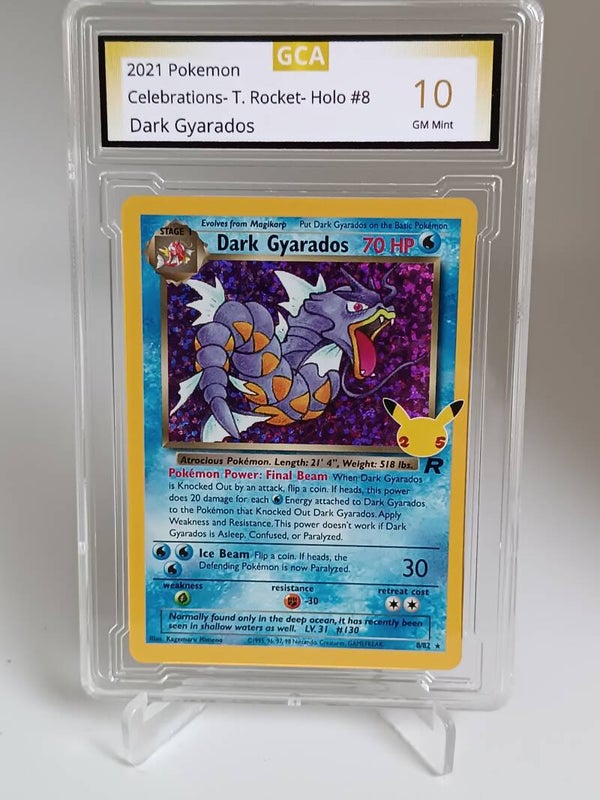 GCA
2021 Pokemon
Celebrations- T. Rocket- Holo #8
Dark Gyarados
10
GM Mint
STAGE 1
Evolves from Magikarp Put Dark Gyarados on the Basic Pokémon
Dark Gyarados 70 HP
25
R
Atrocious Pokémon. Length: 21' 4", Weight: 518 lbs.
Pokémon Power: Final Beam When Dark Gyarados
is Knocked Out by an attack, flip a coin. If heads, this power
does 20 damage for each Energy attached to Dark Gyarados
to the Pokémon that Knocked Out Dark Gyarados. Apply
Weakness and Resistance. This power doesn't work if Dark
Gyarados is Asleep, Confused, or Paralyzed.
Ice Beam Flip a coin. If heads, the
Defending Pokémon is now Paralyzed.
30
weakness resistance retreat cost
-30
Normally found only in the deep ocean, it has recently been
seen in shallow waters as well. LV. 31 #130
Illus. Kagemaru Himeno ©1995, 96, 97, 98 Nintendo, Creatures, GAMEFREAK. 8/82 ★